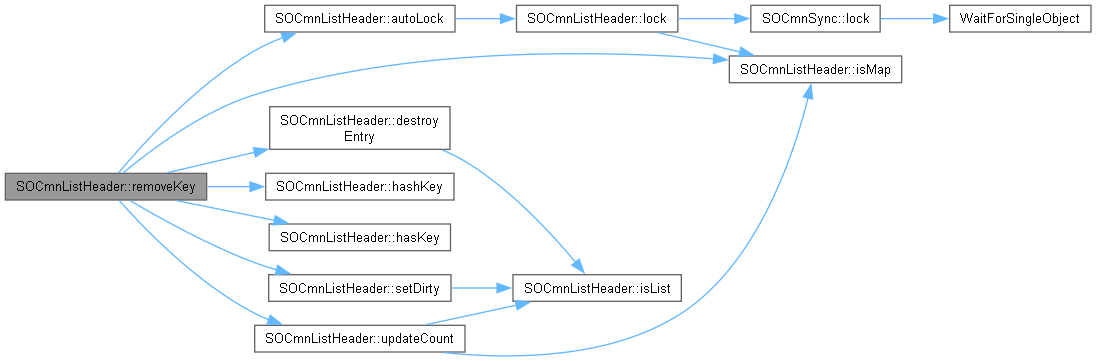 SOCmnListHeader::autoLock
SOCmnListHeader::lock
SOCmnSync::lock
WaitForSingleObject
SOCmnListHeader::isMap
SOCmnListHeader::destroy
Entry
SOCmnListHeader::removeKey
SOCmnListHeader::hashKey
SOCmnListHeader::hasKey
SOCmnListHeader::setDirty
SOCmnListHeader::isList
SOCmnListHeader::updateCount